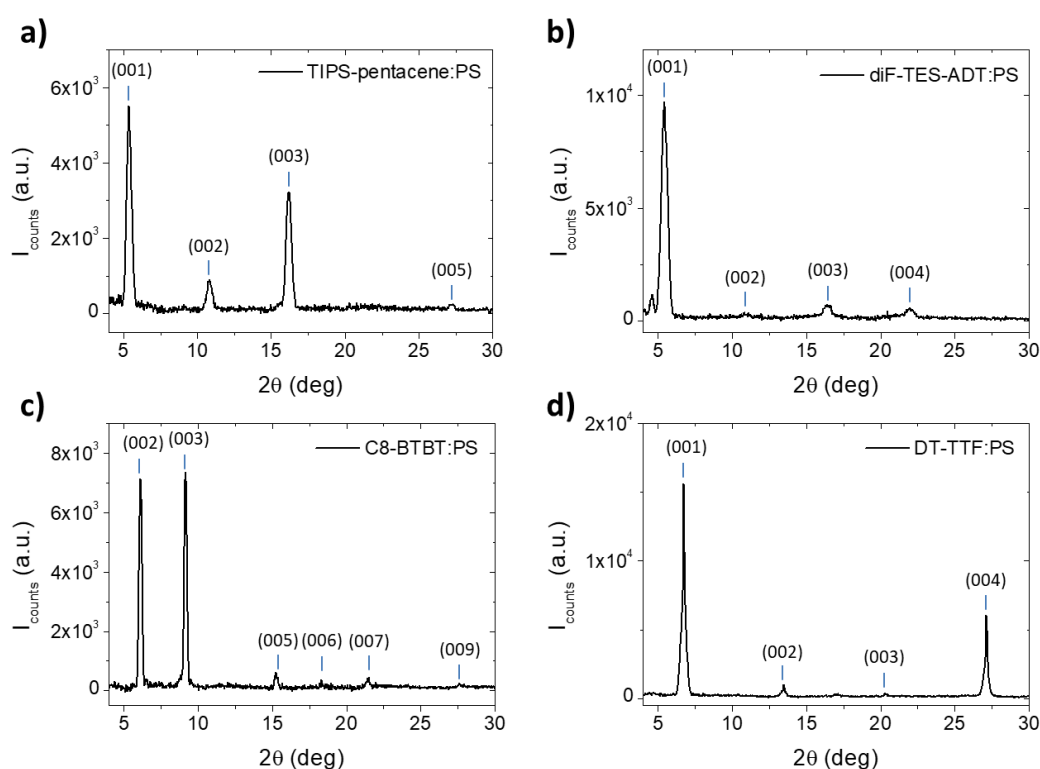 a)
TIPS-pentacene:PS
(001)
(002)
(003)
(005)
6x10³
4x10³
2x10³
0
I counts (a.u.)
5 10 15 20 25 30
2θ (deg)
b)
diF-TES-ADT:PS
(001)
(002)
(003)
(004)
1x10⁴
5x10³
0
I counts (a.u.)
5 10 15 20 25 30
2θ (deg)
c)
C8-BTBT:PS
(002)
(003)
(005)
(006)
(007)
(009)
8x10³
6x10³
4x10³
2x10³
0
I counts (a.u.)
5 10 15 20 25 30
2θ (deg)
d)
DT-TTF:PS
(001)
(002)
(003)
(004)
2x10⁴
1x10⁴
0
I counts (a.u.)
5 10 15 20 25 30
2θ (deg)